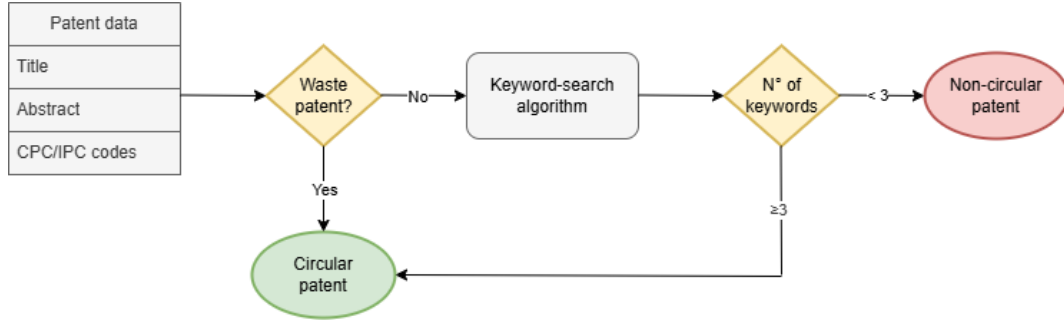 Patent data
Title
Abstract
CPC/IPC codes
Waste
patent?
No
Keyword-search
algorithm
N° of
keywords
< 3
Non-circular
patent
Yes
≥3
Circular
patent